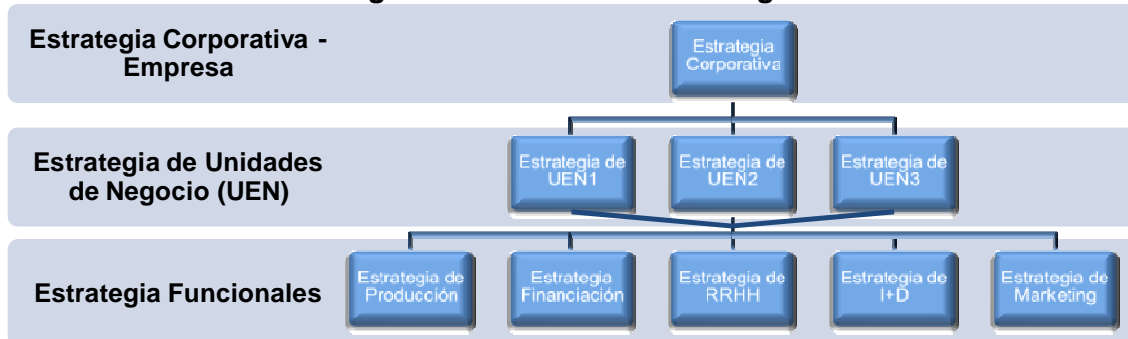 Estrategia Corporativa -
Empresa
Estrategia
Corporativa
Estrategia de Unidades
de Negocio (UEN)
Estrategia de
UEN1
Estrategia de
UEN2
Estrategia de
UEN3
Estrategia Funcionales
Estrategia de
Producción
Estrategia
Financiación
Estrategia de
RRHH
Estrategia de
I+D
Estrategia de
Marketing